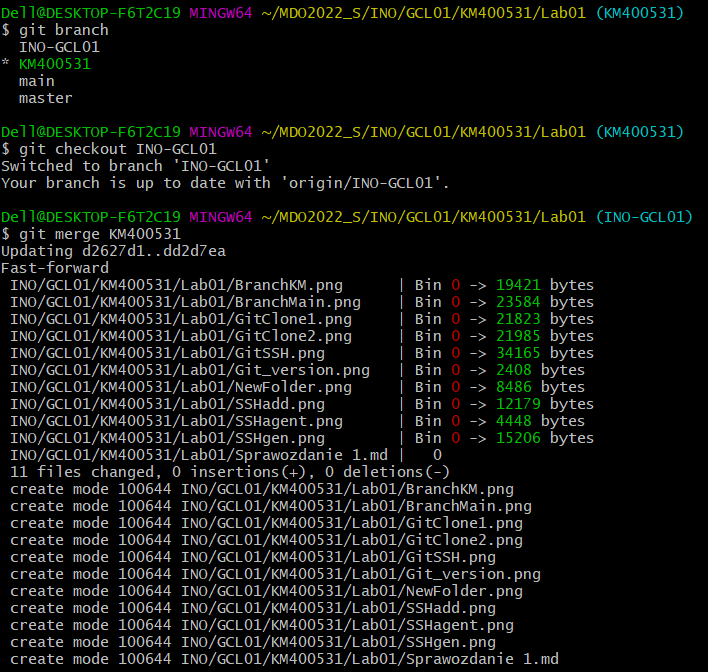 Dell@DESKTOP-F6T2C19 MINGW64 ~/MDO2022_S/INO/GCL01/KM400531/Lab01 (KM400531)
$ git branch
  INO-GCL01
* KM400531
  main
  master

Dell@DESKTOP-F6T2C19 MINGW64 ~/MDO2022_S/INO/GCL01/KM400531/Lab01 (KM400531)
$ git checkout INO-GCL01
Switched to branch 'INO-GCL01'
Your branch is up to date with 'origin/INO-GCL01'.

Dell@DESKTOP-F6T2C19 MINGW64 ~/MDO2022_S/INO/GCL01/KM400531/Lab01 (INO-GCL01)
$ git merge KM400531
Updating d2627d1..dd2d7ea
Fast-forward
 INO/GCL01/KM400531/Lab01/BranchKM.png      | Bin 0 -> 19421 bytes
 INO/GCL01/KM400531/Lab01/BranchMain.png    | Bin 0 -> 23584 bytes
 INO/GCL01/KM400531/Lab01/GitClone1.png     | Bin 0 -> 21823 bytes
 INO/GCL01/KM400531/Lab01/GitClone2.png     | Bin 0 -> 21985 bytes
 INO/GCL01/KM400531/Lab01/GitSSH.png        | Bin 0 -> 34165 bytes
 INO/GCL01/KM400531/Lab01/Git_version.png   | Bin 0 -> 2408 bytes
 INO/GCL01/KM400531/Lab01/NewFolder.png     | Bin 0 -> 8486 bytes
 INO/GCL01/KM400531/Lab01/SSHadd.png        | Bin 0 -> 12179 bytes
 INO/GCL01/KM400531/Lab01/SSHagent.png      | Bin 0 -> 4448 bytes
 INO/GCL01/KM400531/Lab01/SSHgen.png        | Bin 0 -> 15206 bytes
 INO/GCL01/KM400531/Lab01/Sprawozdanie 1.md |   0
 11 files changed, 0 insertions(+), 0 deletions(-)
 create mode 100644 INO/GCL01/KM400531/Lab01/BranchKM.png
 create mode 100644 INO/GCL01/KM400531/Lab01/BranchMain.png
 create mode 100644 INO/GCL01/KM400531/Lab01/GitClone1.png
 create mode 100644 INO/GCL01/KM400531/Lab01/GitClone2.png
 create mode 100644 INO/GCL01/KM400531/Lab01/GitSSH.png
 create mode 100644 INO/GCL01/KM400531/Lab01/Git_version.png
 create mode 100644 INO/GCL01/KM400531/Lab01/NewFolder.png
 create mode 100644 INO/GCL01/KM400531/Lab01/SSHadd.png
 create mode 100644 INO/GCL01/KM400531/Lab01/SSHagent.png
 create mode 100644 INO/GCL01/KM400531/Lab01/SSHgen.png
 create mode 100644 INO/GCL01/KM400531/Lab01/Sprawozdanie 1.md